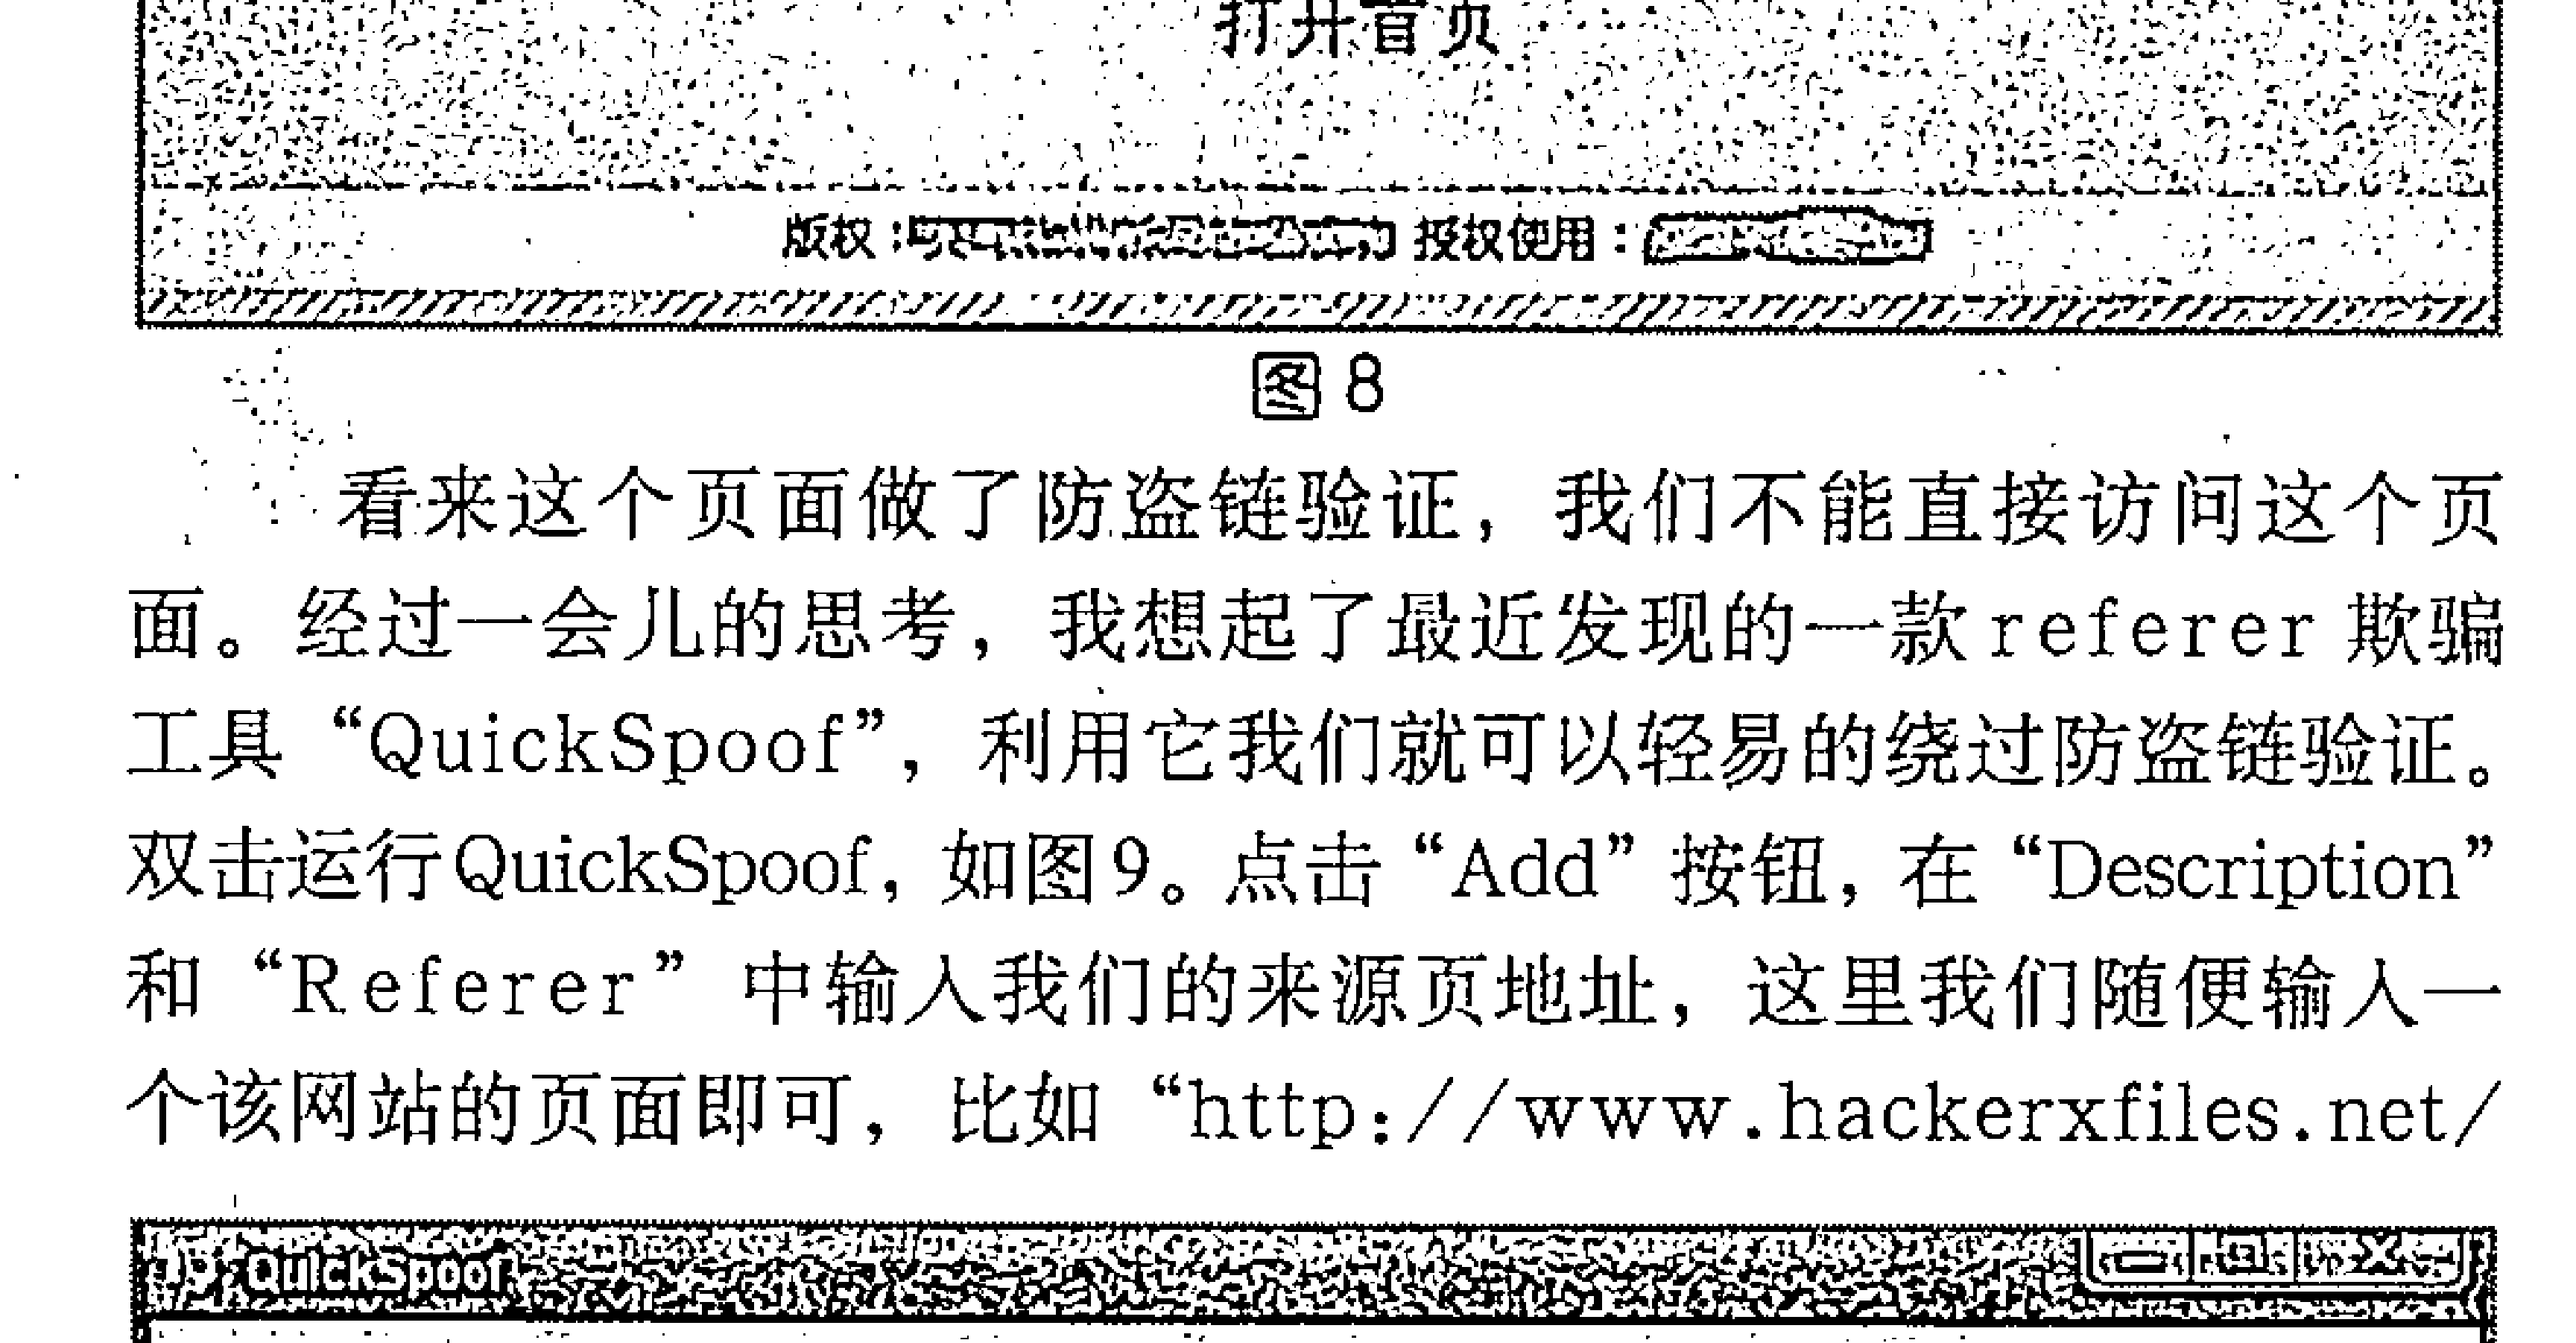 打开首页
版权: 授权使用:
图8
看来这个页面做了防盗链验证，我们不能直接访问这个页
面。经过一会儿的思考，我想起了最近发现的一款referer欺骗
工具“QuickSpoof”，利用它我们就可以轻易的绕过防盗链验证。
双击运行QuickSpoof，如图9。点击“Add”按钮，在“Description”
和“Referer”中输入我们的来源页地址，这里我们随便输入一
个该网站的页面即可，比如“http://www.hackerxfiles.net/
QuickSpoof